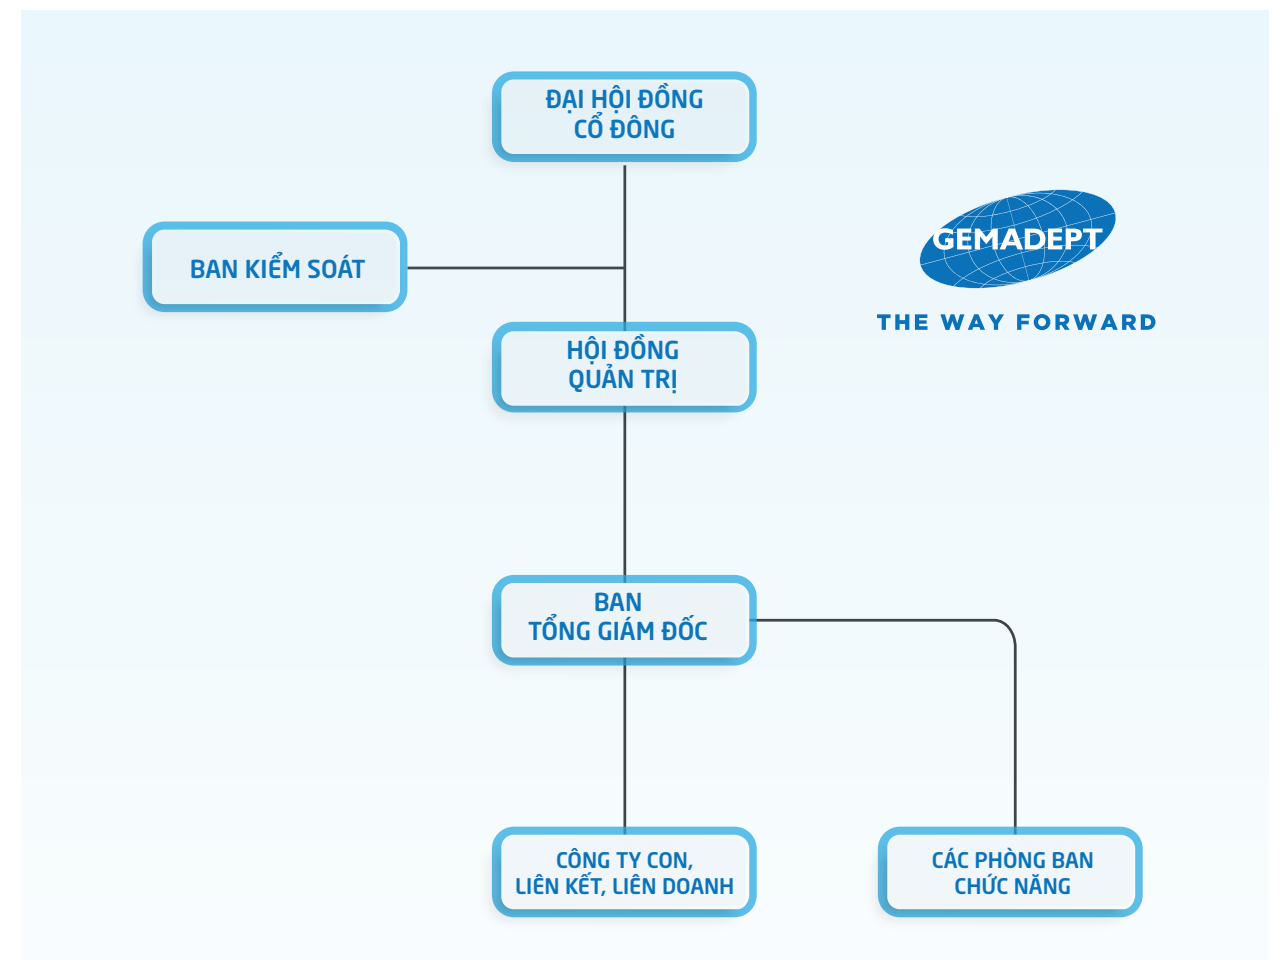 ĐẠI HỘI ĐỒNG
CỔ ĐÔNG
BAN KIỂM SOÁT
GEMADEPT
THE WAY FORWARD
HỘI ĐỒNG
QUẢN TRỊ
BAN
TỔNG GIÁM ĐỐC
CÔNG TY CON,
LIÊN KẾT, LIÊN DOANH
CÁC PHÒNG BAN
CHỨC NĂNG